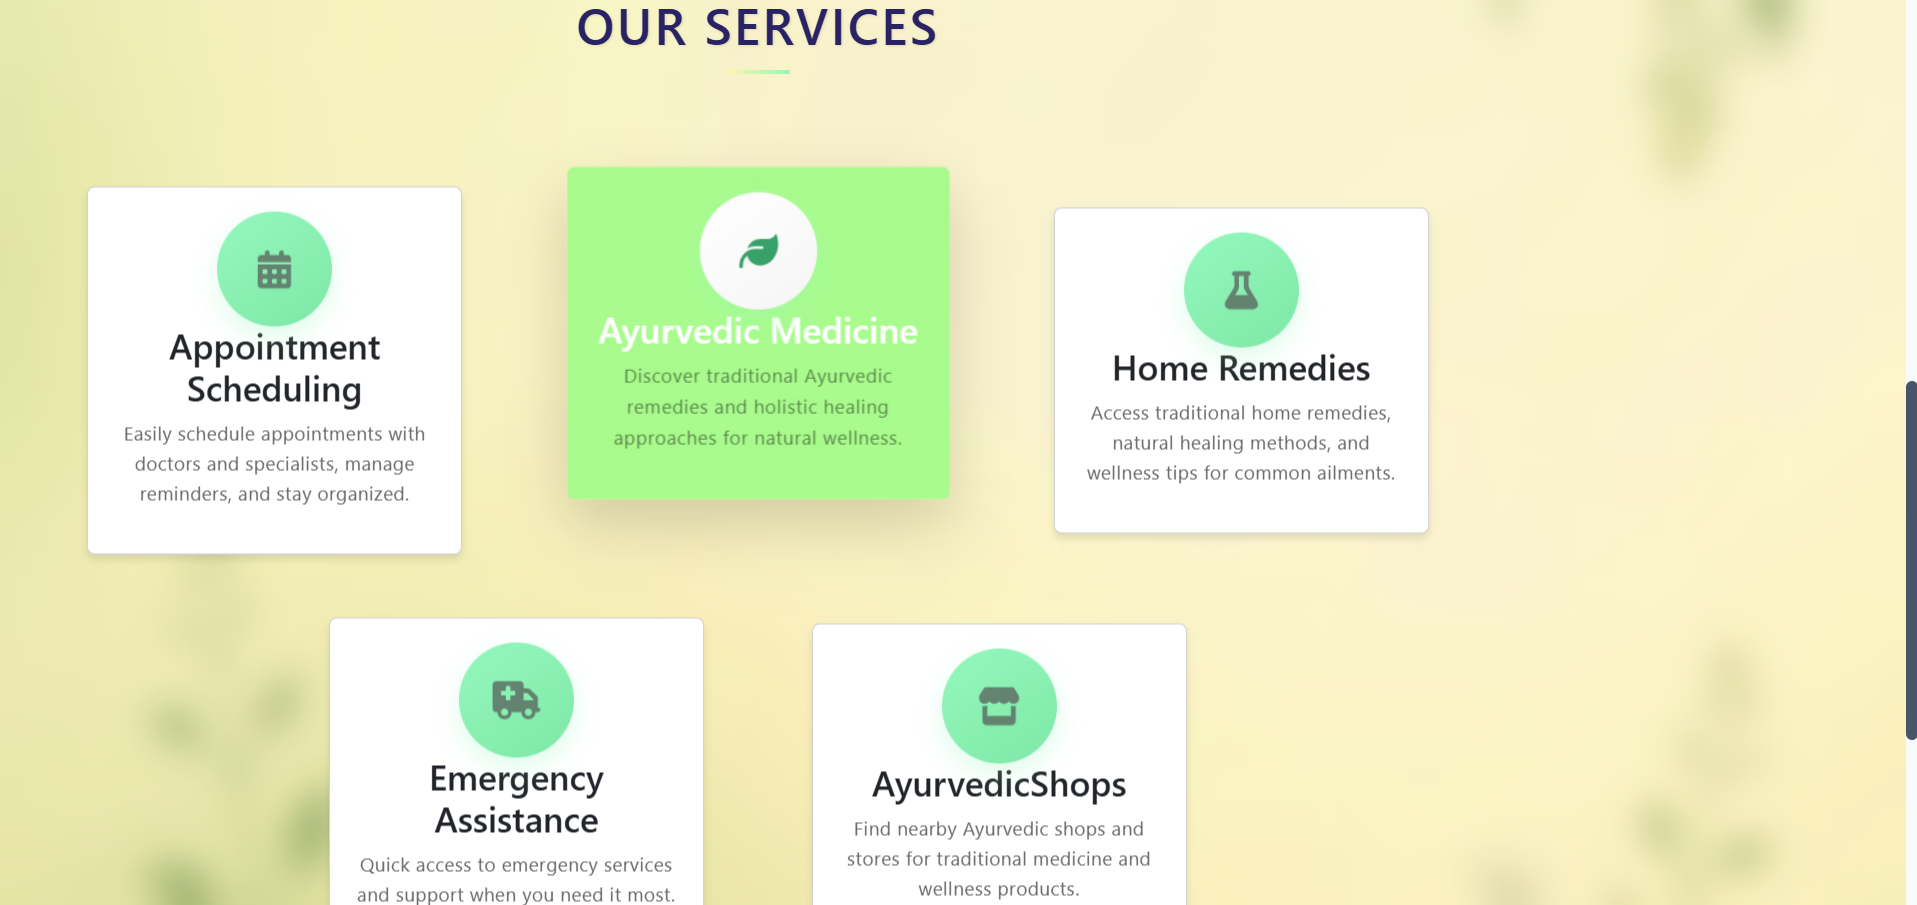 OUR SERVICES
Appointment
Scheduling
Easily schedule appointments with
doctors and specialists, manage
reminders, and stay organized.
Ayurvedic Medicine
Discover traditional Ayurvedic
remedies and holistic healing
approaches for natural wellness.
Home Remedies
Access traditional home remedies,
natural healing methods, and
wellness tips for common ailments.
Emergency
Assistance
Quick access to emergency services
and support when you need it most.
AyurvedicShops
Find nearby Ayurvedic shops and
stores for traditional medicine and
wellness products.